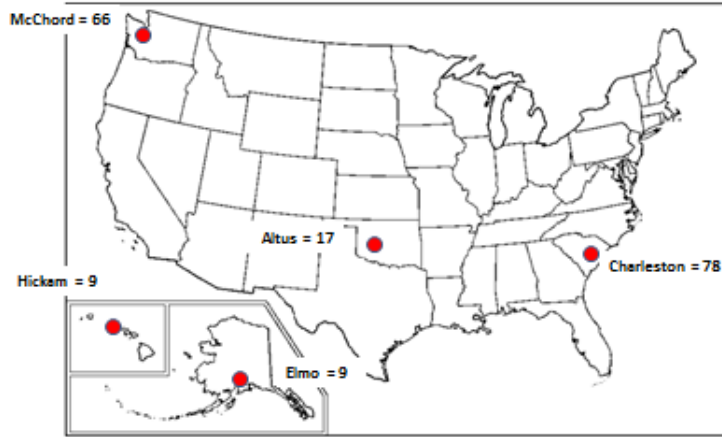 McChord = 66
Altus = 17
Charleston = 78
Hickam = 9
Elmo = 9